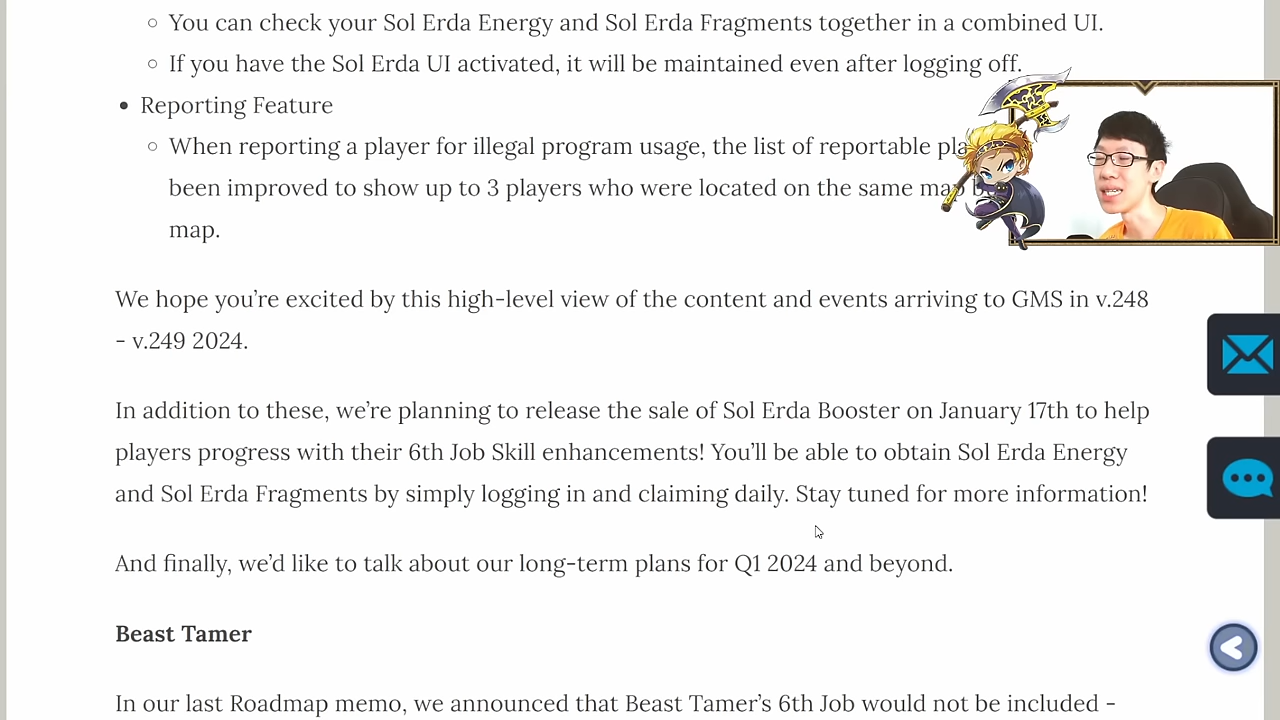 You can check your Sol Erda Energy and Sol Erda Fragments together in a combined UI.
If you have the Sol Erda UI activated, it will be maintained even after logging off.
Reporting Feature
When reporting a player for illegal program usage, the list of reportable
been improved to show up to 3 players who were located on the same map
map.
We hope you’re excited by this high-level view of the content and events arriving to GMS in v.248
- v.249 2024.
In addition to these, we’re planning to release the sale of Sol Erda Booster on January 17th to help
players progress with their 6th Job Skill enhancements! You’ll be able to obtain Sol Erda Energy
and Sol Erda Fragments by simply logging in and claiming daily. Stay tuned for more information!
And finally, we’d like to talk about our long-term plans for Q1 2024 and beyond.
Beast Tamer
In our last Roadmap memo, we announced that Beast Tamer’s 6th Job would not be included -